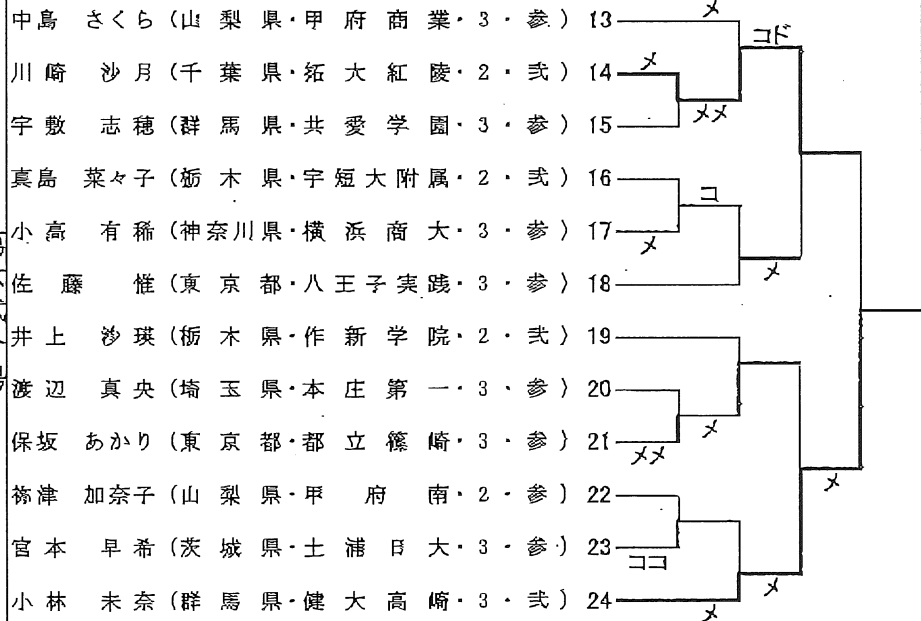 メ
中島 さくら (山梨県・甲府商業・3・参) 13
コド
川崎 沙月 (千葉県・拓大紅陵・2・弐) 14 メ
メメ
宇敷 志穂 (群馬県・共愛学園・3・参) 15
真島 菜々子 (栃木県・宇短大附属・2・弐) 16
コ
小高 有稀 (神奈川県・横浜商大・3・参) 17
メ
メ
佐藤 惟 (東京都・八王子実践・3・参) 18
井上 沙瑛 (栃木県・作新学院・2・弐) 19
渡辺 真央 (埼玉県・本庄第一・3・参) 20
メ
保坂 あかり (東京都・都立篠崎・3・参) 21
メメ
メ
祢津 加奈子 (山梨県・甲府南・2・参) 22
宮本 早希 (茨城県・土浦日大・3・参) 23
ココ
メ
小林 未奈 (群馬県・健大高崎・3・弐) 24
メ